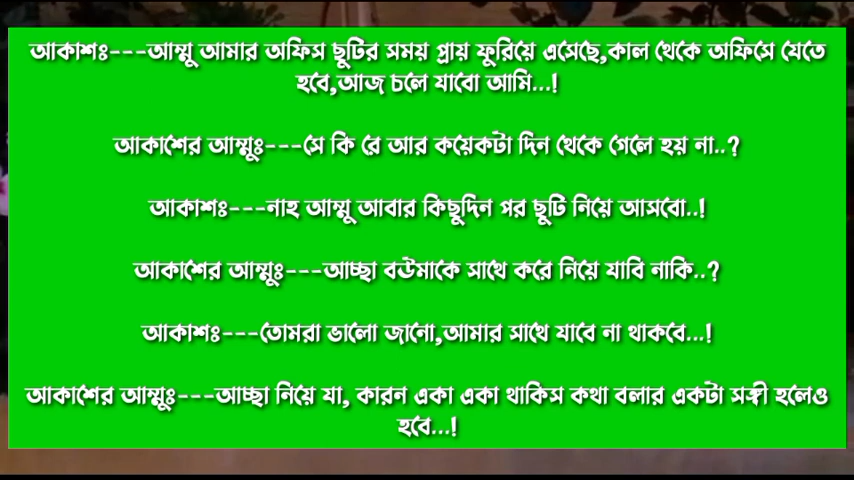 আকাশঃ---আম্মু আমার অফিস ছুটির সময় প্রায় ফুরিয়ে এসেছে,কাল থেকে অফিসে যেতে
হবে,আজ চলে যাবো আমি...!
আকাশের আম্মুঃ---সে কি রে আর কয়েকটা দিন থেকে গেলে হয় না..?
আকাশঃ---নাহ আম্মু আবার কিছুদিন পর ছুটি নিয়ে আসবো..!
আকাশের আম্মুঃ---আচ্ছা বউমাকে সাথে করে নিয়ে যাবি নাকি..?
আকাশঃ---তোমরা ভালো জানো,আমার সাথে যাবে না থাকবে...!
আকাশের আম্মুঃ---আচ্ছা নিয়ে যা, কারন একা একা থাকিস কথা বলার একটা সঙ্গী হলেও
হবে...!